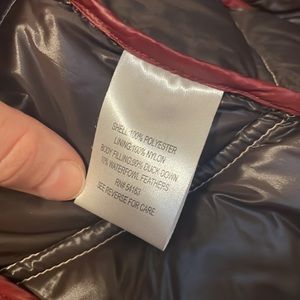 SHELL:100% POLYESTER
LINING:100% NYLON
BODY FILLING:90% DUCK DOWN
10% WATERFOWL FEATHERS
RN# 54163
SEE REVERSE FOR CARE